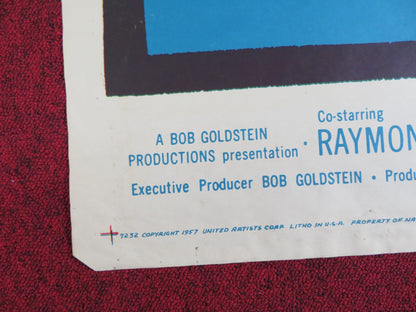 A BOB GOLDSTEIN
PRODUCTIONS presentation •
Co-starring
RAYMON
Executive Producer BOB GOLDSTEIN • Produ
7232 COPYRIGHT 1957 UNITED ARTISTS CORP. LITHO IN U.S.A. PROPERTY OF NA